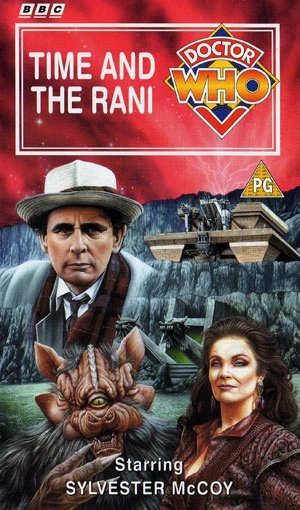 BBC
TIME AND
THE RANI
DOCTOR
WHO
PG
Starring
SYLVESTER McCOY